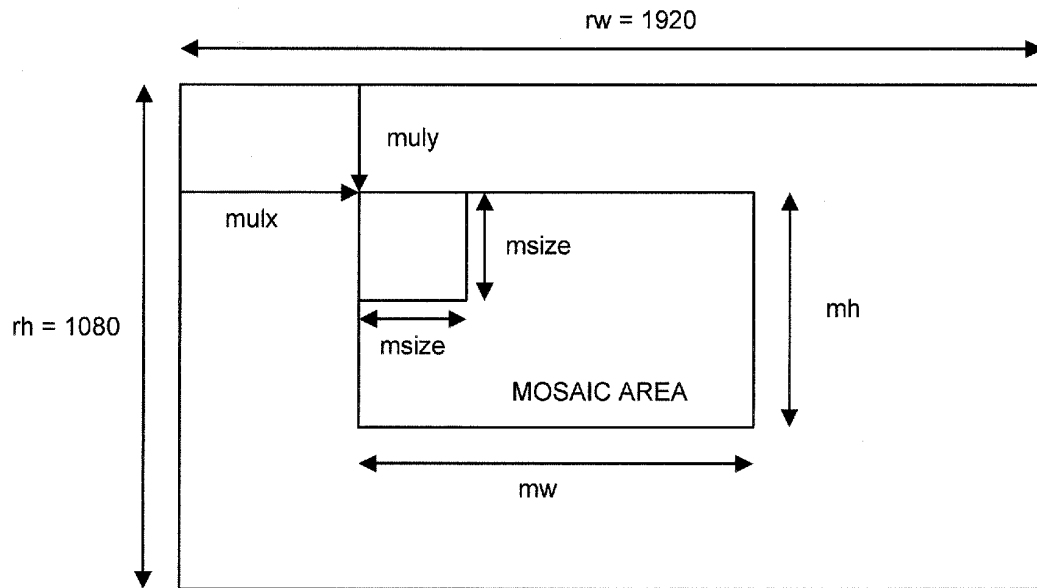 rw = 1920
muly
mulx
msize
rh = 1080
mh
msize
MOSAIC AREA
mw